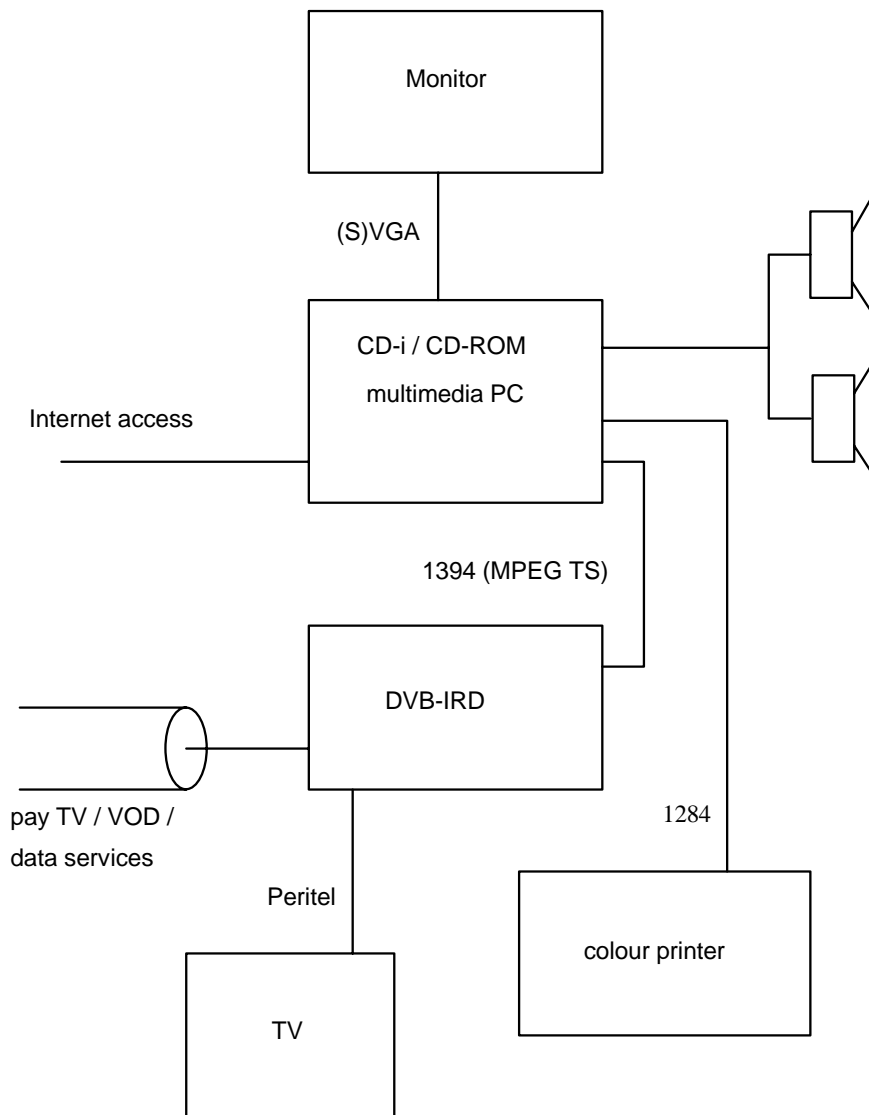 Monitor
(S)VGA
CD-i / CD-ROM
multimedia PC
Internet access
1394 (MPEG TS)
DVB-IRD
pay TV / VOD /
data services
1284
Peritel
colour printer
TV